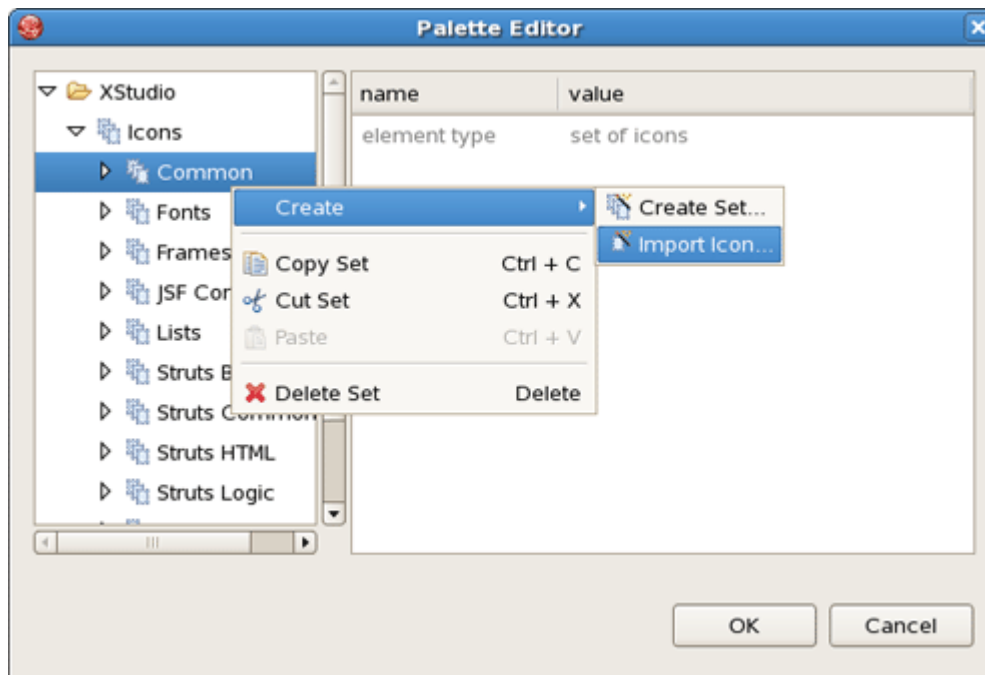 Palette Editor
XStudio
name value
Icons
element type set of icons
Common
Create
Create Set...
Fonts
Import Icon...
Frames
Copy Set Ctrl + C
JSF Cor
Cut Set Ctrl + X
Lists
Paste Ctrl + V
Struts B
Delete Set Delete
Struts Common
Struts HTML
Struts Logic
OK Cancel